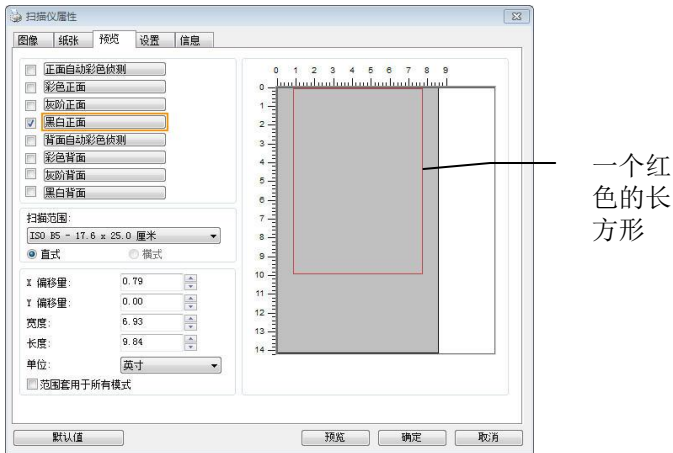 扫描仪属性
图像 纸张 预览 设置 信息
正面自动彩色侦测
彩色正面
灰阶正面
黑白正面
背面自动彩色侦测
彩色背面
灰阶背面
黑白背面
扫描范围:
ISO B5 - 17.6 x 25.0 厘米
直式 横式
X 偏移量: 0.79
Y 偏移量: 0.00
宽度: 6.93
长度: 9.84
单位: 英寸
范围套用于所有模式
0 1 2 3 4 5 6 7 8 9
0
1
2
3
4
5
6
7
8
9
10
11
12
13
14
一个红
色的长
方形
默认值 预览 确定 取消